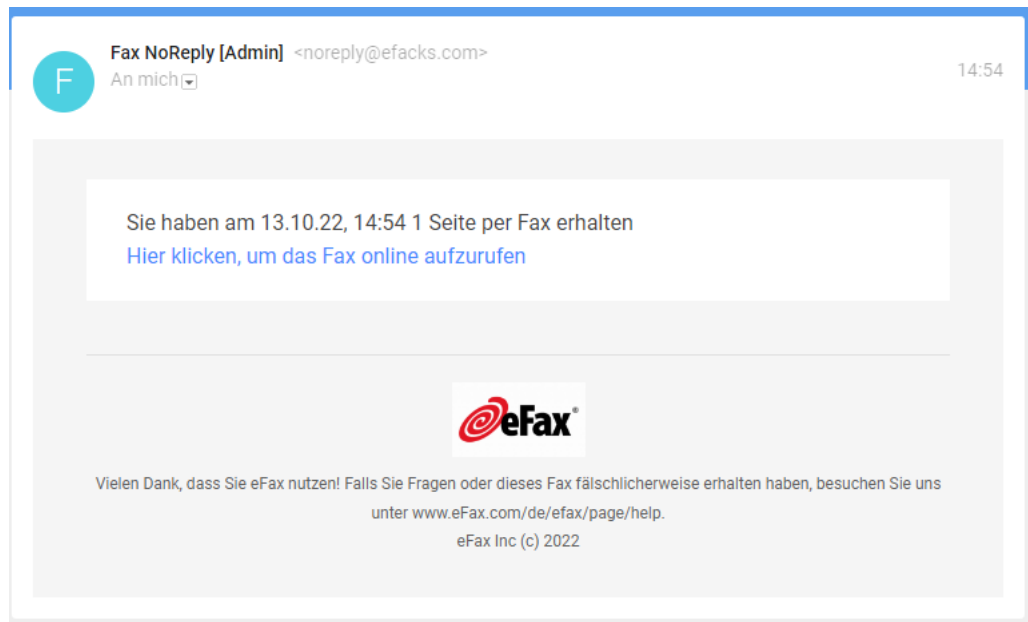 Fax NoReply [Admin] <noreply@efacks.com>
An mich
14:54
F
Sie haben am 13.10.22, 14:54 1 Seite per Fax erhalten
Hier klicken, um das Fax online aufzurufen
eFax®
Vielen Dank, dass Sie eFax nutzen! Falls Sie Fragen oder dieses Fax fälschlicherweise erhalten haben, besuchen Sie uns
unter www.eFax.com/de/efax/page/help.
eFax Inc (c) 2022